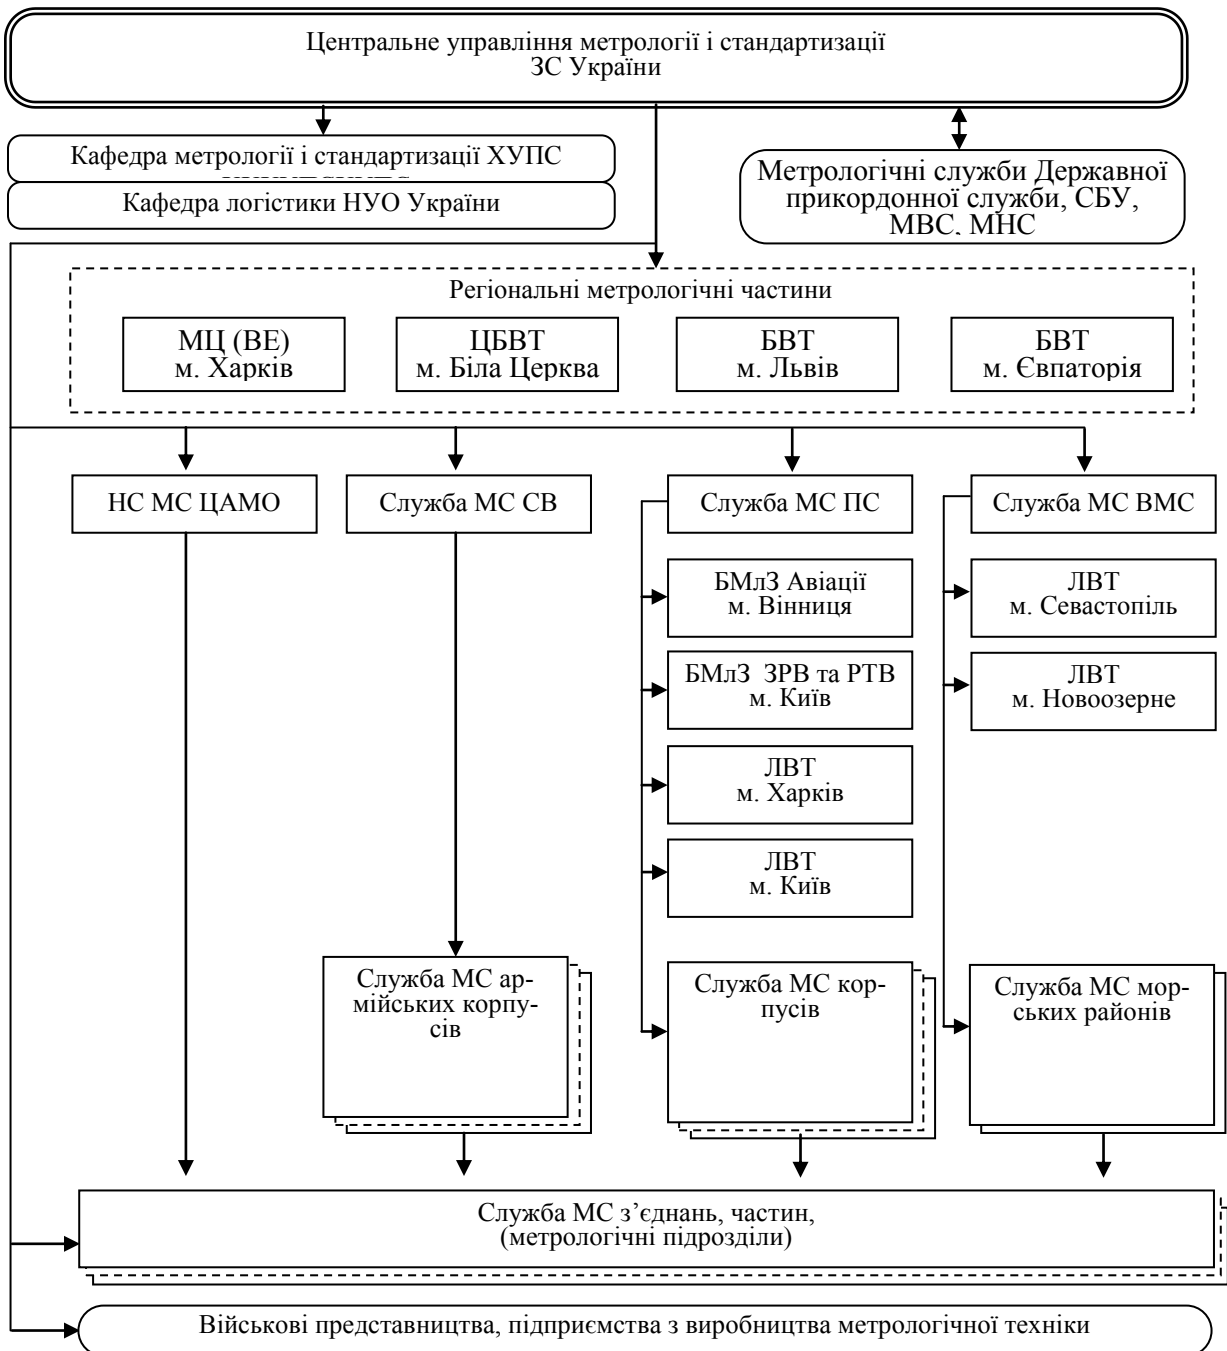 Центральне управління метрології і стандартизації
ЗС України
Кафедра метрології і стандартизації ХУПС
Кафедра логістики НУО України
Метрологічні служби Державної
прикордонної служби, СБУ,
МВС, МНС
Регіональні метрологічні частини
МЦ (ВЕ)
м. Харків
ЦБВТ
м. Біла Церква
БВТ
м. Львів
БВТ
м. Євпаторія
НС МС ЦАМО
Служба МС СВ
Служба МС ПС
Служба МС ВМС
БМлЗ Авіації
м. Вінниця
ЛВТ
м. Севастопіль
БМлЗ ЗРВ та РТВ
м. Київ
ЛВТ
м. Новоозерне
ЛВТ
м. Харків
ЛВТ
м. Київ
Служба МС ар-
мійських корпу-
сів
Служба МС кор-
пусів
Служба МС мор-
ських районів
Служба МС з’єднань, частин,
(метрологічні підрозділи)
Військові представництва, підприємства з виробництва метрологічної техніки